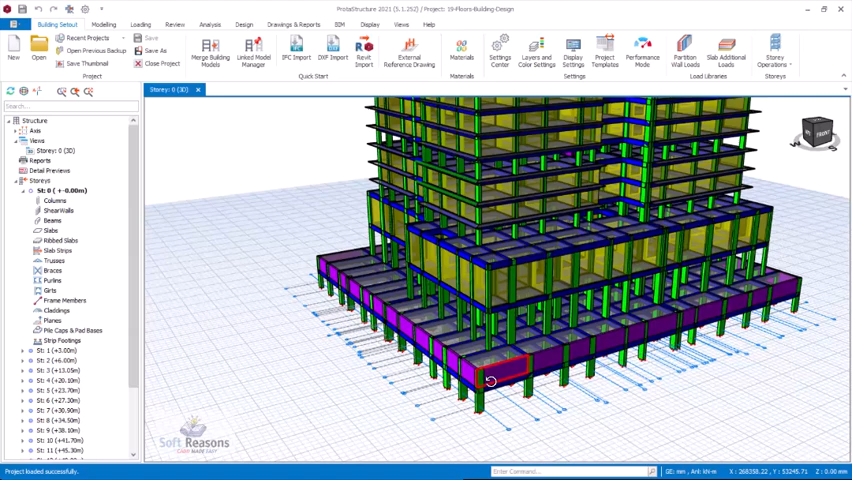 ProtaStructure 2021 (5.1.252) / Project: 19-Floors-Building-Design
Building Setout Modelling Loading Review Analysis Design Drawings & Reports BIM Display Views Help
New
Open
Recent Projects
Open Previous Backup
Save Thumbnail
Save
Save As
Close Project
Merge Building Models
Linked Model Manager
IFC Import
DXF Import
Revit Import
External Reference Drawing
Materials
Settings Center
Layers and Color Settings
Display Settings
Project Templates
Performance Mode
Partition Wall Loads
Slab Additional Loads
Storey Operations
Project Quick Start Materials Settings Load Libraries Storeys
Storey: 0 (3D)
Search...
Structure
Axis
Views
Storey: 0 (3D)
Reports
Detail Previews
Storeys
St: 0 (+-0.00m)
Columns
ShearWalls
Beams
Slabs
Ribbed Slabs
Slab Strips
Trusses
Braces
Purlins
Girts
Frame Members
Claddings
Planes
Pile Caps & Pad Bases
Strip Footings
St: 1 (+3.00m)
St: 2 (+6.60m)
St: 3 (+13.05m)
St: 4 (+20.10m)
St: 5 (+23.70m)
St: 6 (+27.30m)
St: 7 (+30.90m)
St: 8 (+34.50m)
St: 9 (+38.10m)
St: 10 (+41.70m)
St: 11 (+45.30m)
FRONT
W
S
Soft Reasons
CADD MADE EASY
Project loaded successfully.
Enter Command...
GE: mm, Anl: kN-m
X : 268358.22 , Y : 53245.71
Z : 0.00 mm